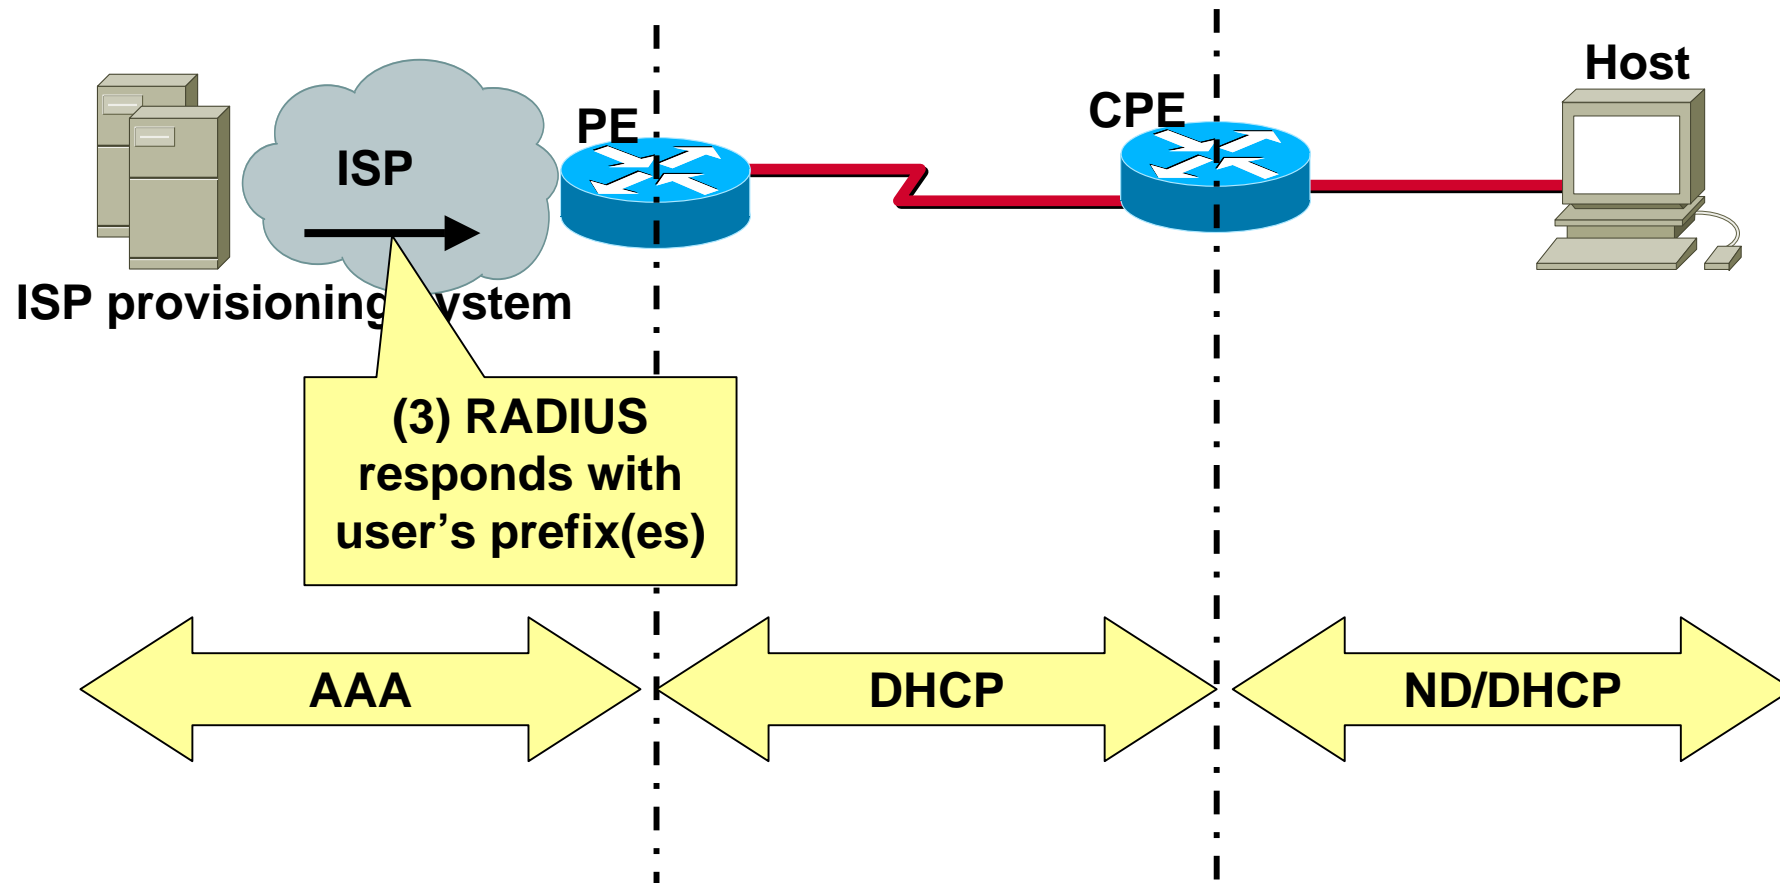 Host
CPE
PE
ISP
ISP provisioning ystem
(3) RADIUS
responds with
user’s prefix(es)
AAA
DHCP
ND/DHCP